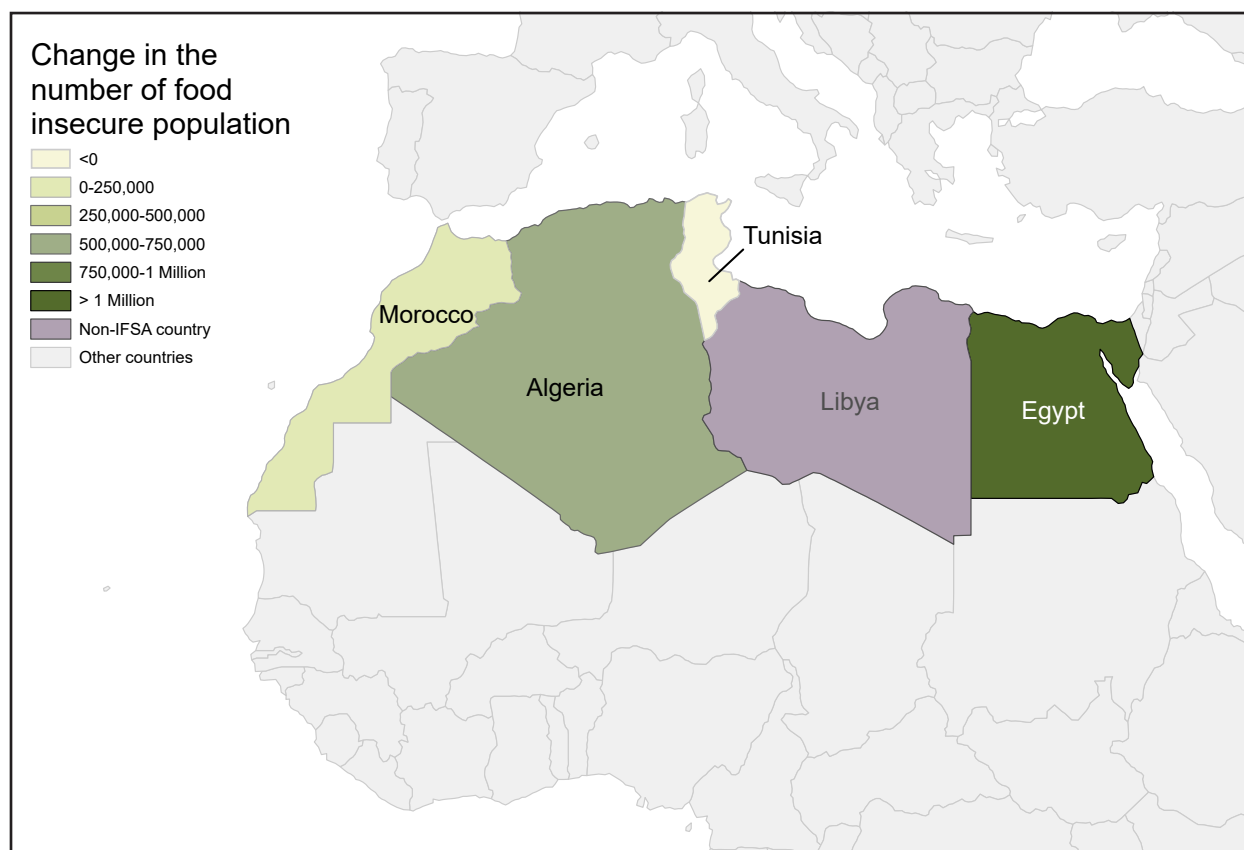 Change in the
number of food
insecure population
<0
0-250,000
250,000-500,000
500,000-750,000
750,000-1 Million
> 1 Million
Non-IFSA country
Other countries
Tunisia
Morocco
Algeria
Libya
Egypt